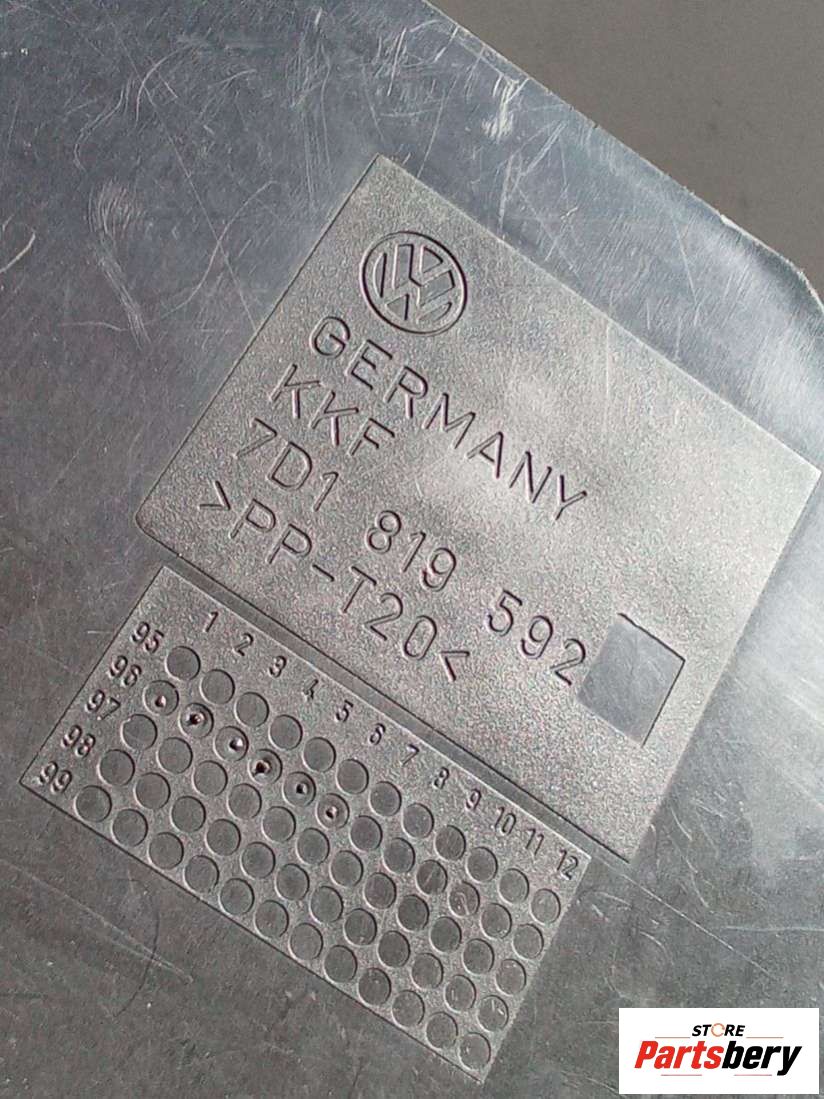 VW
GERMANY
KKF
7D1 819 592
>PP-T20<
1 2 3 4 5 6 7 8 9 10 11 12
95
96
97
98
99
STORE
Partsbery